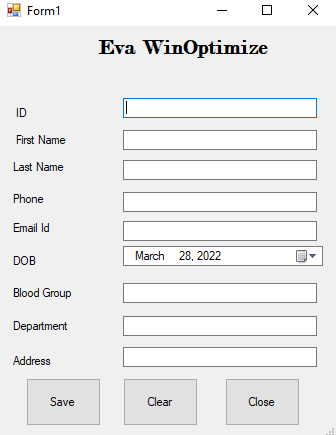 Form1
Eva WinOptimize
ID
First Name
Last Name
Phone
Email Id
DOB March 28, 2022
Blood Group
Department
Address
Save Clear Close